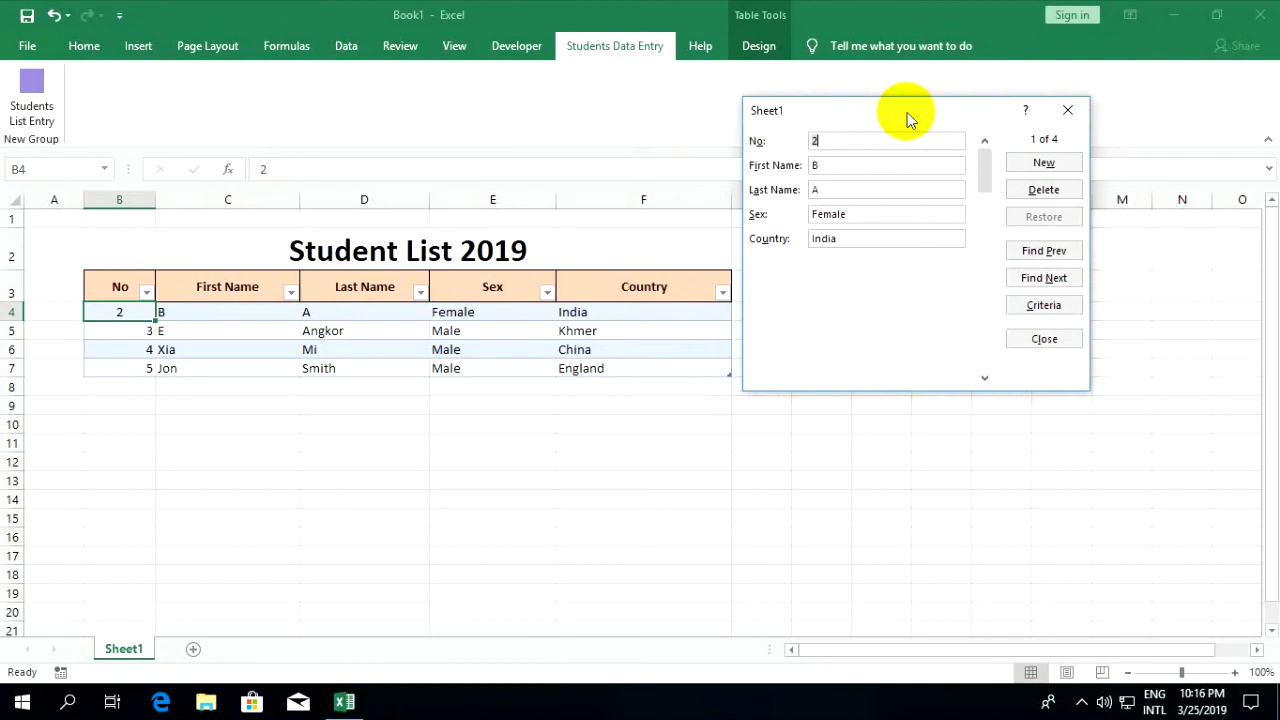 Book1 - Excel
Table Tools
Sign in
File Home Insert Page Layout Formulas Data Review View Developer Students Data Entry Help Design Tell me what you want to do Share
Students
List Entry
New Group
B4 fx 2
A B C D E F M N O
1
2 Student List 2019
3 No First Name Last Name Sex Country
4 2 B A Female India
5 3 E Angkor Male Khmer
6 4 Xia Mi Male China
7 5 Jon Smith Male England
8
9
10
11
12
13
14
15
16
17
18
19
20
21
Sheet1 ?
No: 2
First Name: B
Last Name: A
Sex: Female
Country: India
1 of 4
New
Delete
Restore
Find Prev
Find Next
Criteria
Close
Sheet1
Ready 100%
ENG
INTL
10:16 PM
3/25/2019